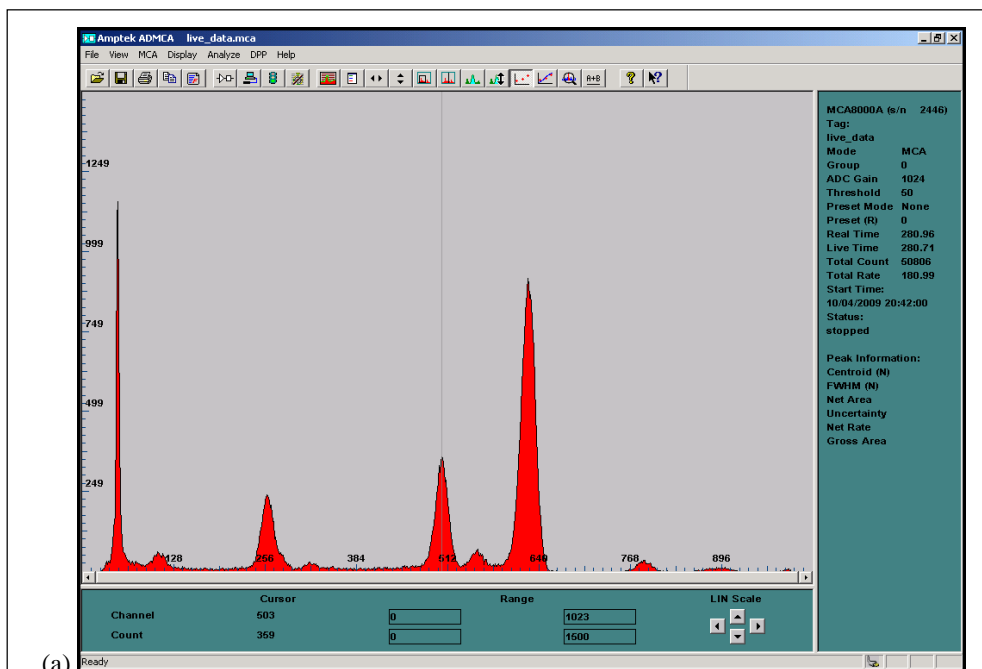 Amptek ADMCA live_data.mca
File View MCA Display Analyze DPP Help
A+B
1249
999
749
499
249
128 256 384 512 640 768 896
MCA8000A (s/n 2446)
Tag:
live_data
Mode MCA
Group 0
ADC Gain 1024
Threshold 50
Preset Mode None
Preset (R) 0
Real Time 280.96
Live Time 280.71
Total Count 50806
Total Rate 180.99
Start Time:
10/04/2009 20:42:00
Status:
stopped
Peak Information:
Centroid (N)
FWHM (N)
Net Area
Uncertainty
Net Rate
Gross Area
Cursor Range LIN Scale
Channel 503 0 1023
Count 359 0 1500
(a)
Ready